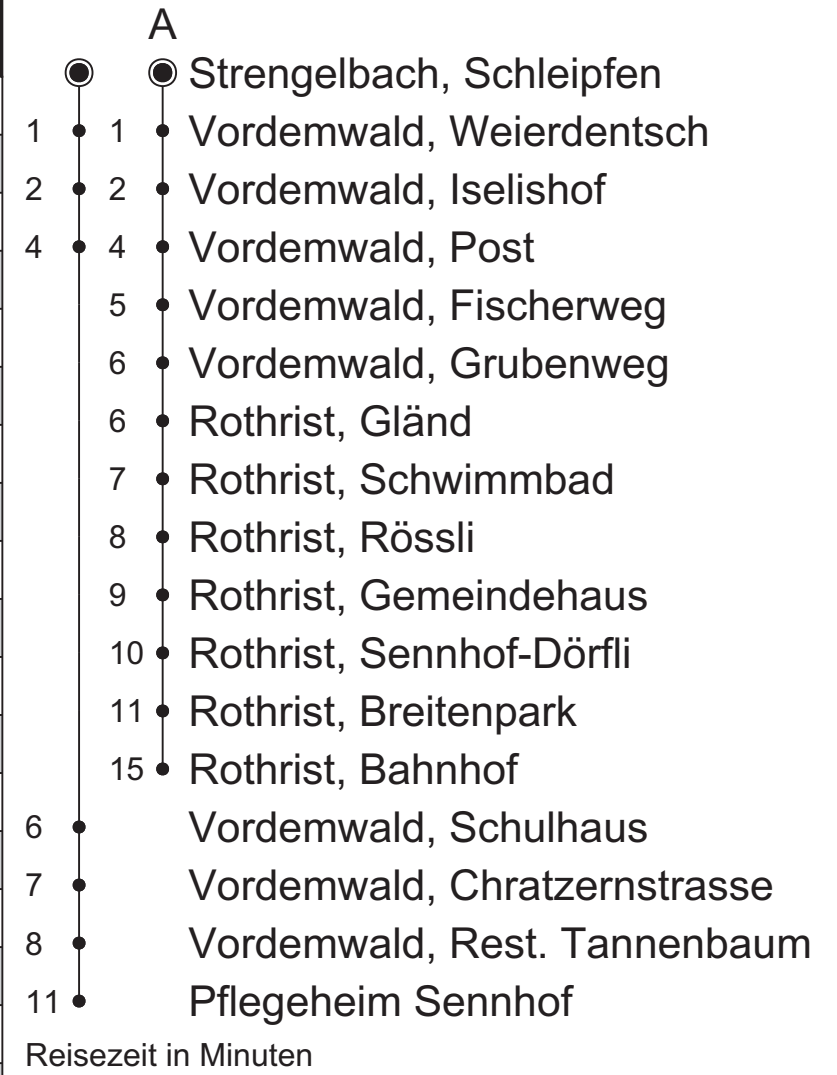 A
Strengelbach, Schleipfen
1 1 Vordemwald, Weierdentsch
2 2 Vordemwald, Iselishof
4 4 Vordemwald, Post
5 Vordemwald, Fischerweg
6 Vordemwald, Grubenweg
6 Rothrist, Gländ
7 Rothrist, Schwimmbad
8 Rothrist, Rössli
9 Rothrist, Gemeindehaus
10 Rothrist, Sennhof-Dörfli
11 Rothrist, Breitenpark
15 Rothrist, Bahnhof
6 Vordemwald, Schulhaus
7 Vordemwald, Chratzernstrasse
8 Vordemwald, Rest. Tannenbaum
11 Pflegeheim Sennhof
Reisezeit in Minuten